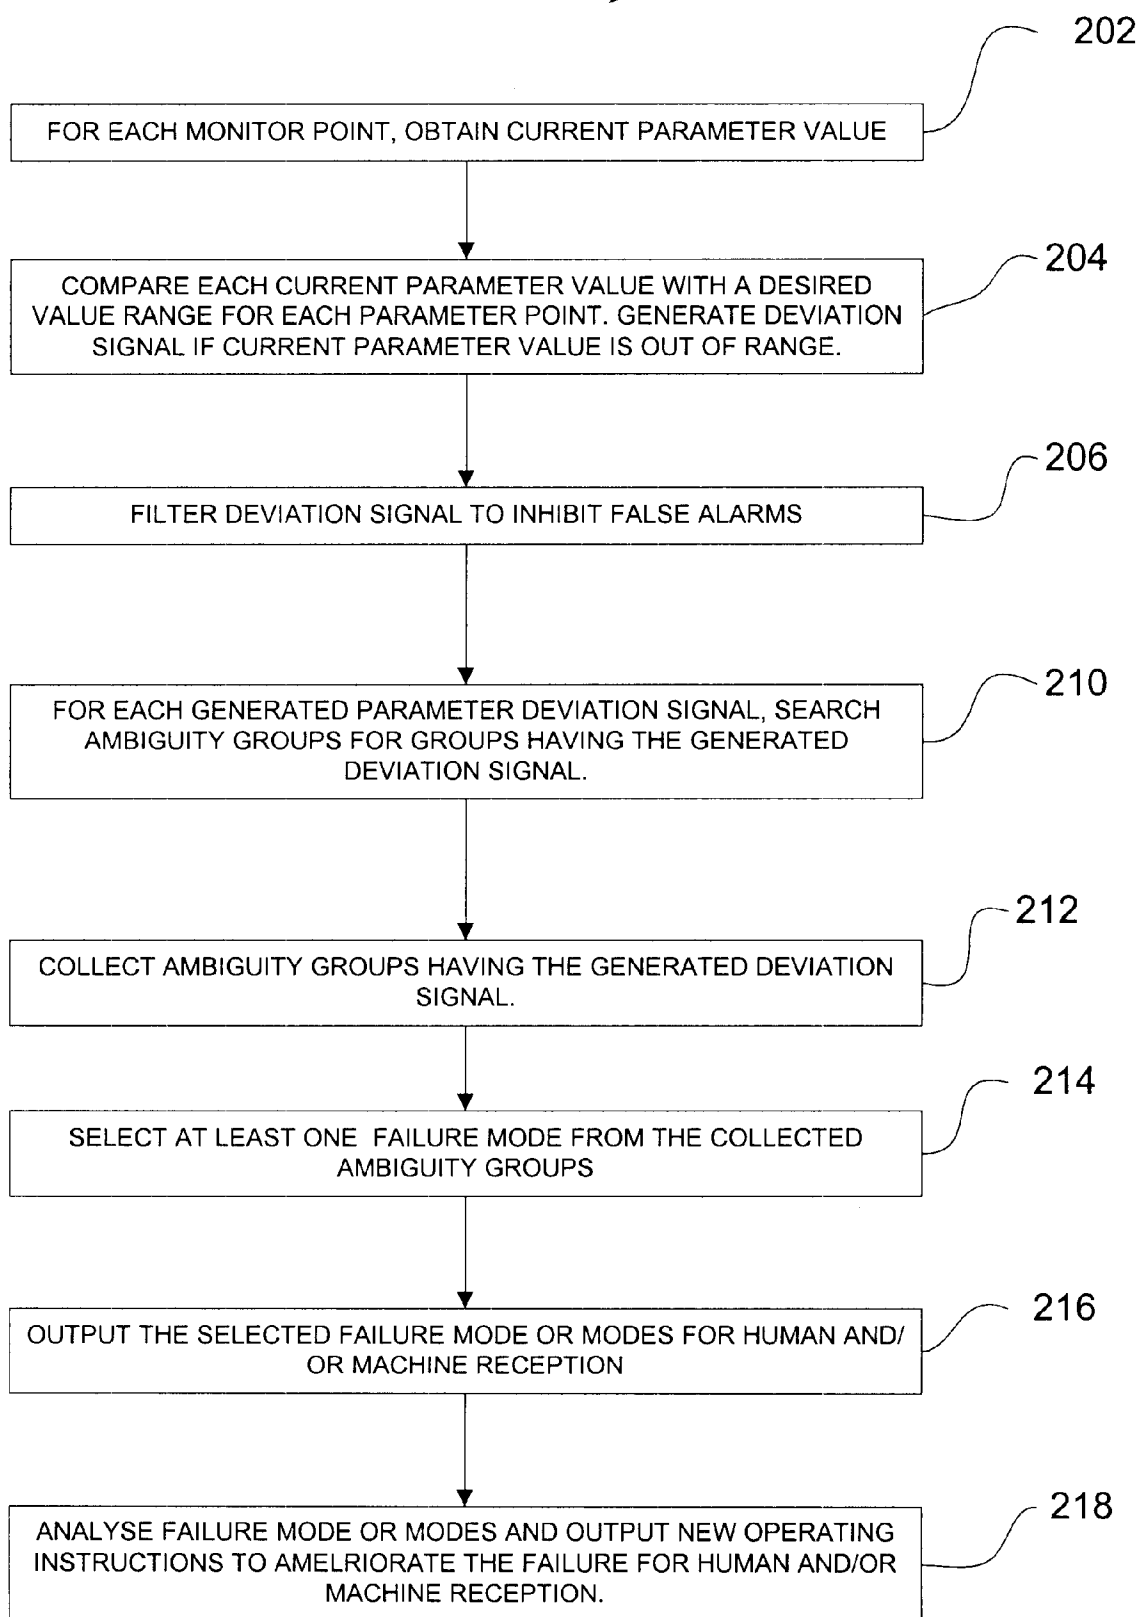 202
FOR EACH MONITOR POINT, OBTAIN CURRENT PARAMETER VALUE
204
COMPARE EACH CURRENT PARAMETER VALUE WITH A DESIRED
VALUE RANGE FOR EACH PARAMETER POINT. GENERATE DEVIATION
SIGNAL IF CURRENT PARAMETER VALUE IS OUT OF RANGE.
206
FILTER DEVIATION SIGNAL TO INHIBIT FALSE ALARMS
210
FOR EACH GENERATED PARAMETER DEVIATION SIGNAL, SEARCH
AMBIGUITY GROUPS FOR GROUPS HAVING THE GENERATED
DEVIATION SIGNAL.
212
COLLECT AMBIGUITY GROUPS HAVING THE GENERATED DEVIATION
SIGNAL.
214
SELECT AT LEAST ONE FAILURE MODE FROM THE COLLECTED
AMBIGUITY GROUPS
216
OUTPUT THE SELECTED FAILURE MODE OR MODES FOR HUMAN AND/
OR MACHINE RECEPTION
218
ANALYSE FAILURE MODE OR MODES AND OUTPUT NEW OPERATING
INSTRUCTIONS TO AMELRIORATE THE FAILURE FOR HUMAN AND/OR
MACHINE RECEPTION.